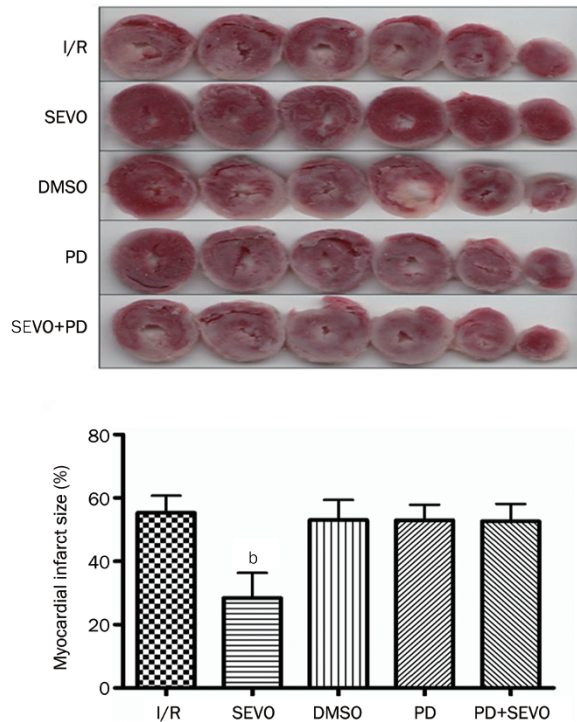 I/R
SEVO
DMSO
PD
SEVO+PD
80
60
40
20
0
Myocardial infarct size (%)
b
I/R SEVO DMSO PD PD+SEVO